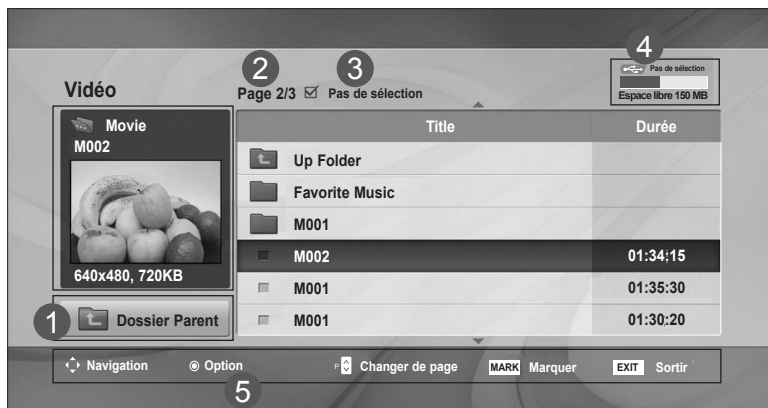 4
2
3
Pas de sélection
Vidéo
Page 2/3 Pas de sélection
Espace libre 150 MB
Movie
M002
Title Durée
Up Folder
Favorite Music
M001
M002 01:34:15
640x480, 720KB
M001 01:35:30
1 Dossier Parent
M001 01:30:20
Navigation Option P Changer de page MARK Marquer EXIT Sortir
5